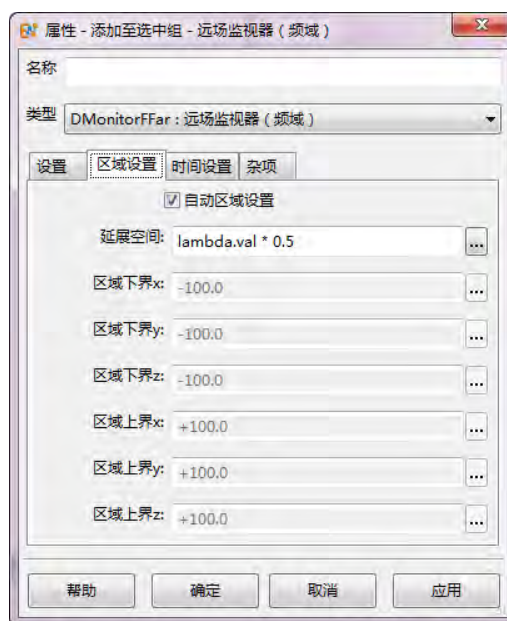 属性 - 添加至选中组 - 远场监视器 ( 频域 )
名称
类型 DMonitorFFar : 远场监视器 ( 频域 )
设置 区域设置 时间设置 杂项
自动区域设置
延展空间: lambda.val * 0.5 ...
区域下界x: -100.0 ...
区域下界y: -100.0 ...
区域下界z: -100.0 ...
区域上界x: +100.0 ...
区域上界y: +100.0 ...
区域上界z: +100.0 ...
帮助 确定 取消 应用